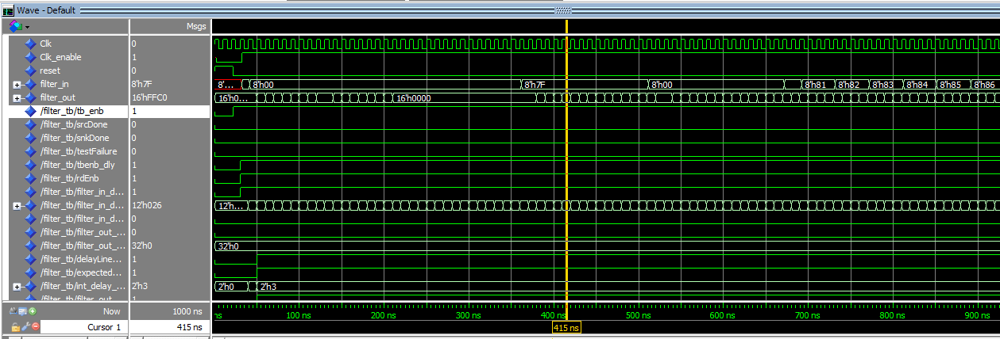 Wave - Default
Msgs
Clk 0
Clk_enable 1
reset 0
filter_in 8'h7F 8'... 8'h00 8'h7F 8'h00 8'h81 8'h82 8'h83 8'h84 8'h85 8'h86
filter_out 16'hFFC0 16'h0... 16'h0000
/filter_tb/tb_enb 1
/filter_tb/srcDone 0
/filter_tb/snkDone 0
/filter_tb/testFailure 0
/filter_tb/tbenb_dly 1
/filter_tb/rdEnb 1
/filter_tb/filter_in_d... 1
/filter_tb/filter_in_d... 12'h026 12'h...
/filter_tb/filter_in_d... 0
/filter_tb/filter_out_... 0
/filter_tb/filter_out_... 32'h0 32'h0
/filter_tb/delayLine... 1
/filter_tb/expected... 1
/filter_tb/int_delay_... 2'h3 2'h0 2'h3
/filter_tb/filter_out 1
Now 1000 ns ns 100 ns 200 ns 300 ns 400 ns 500 ns 600 ns 700 ns 800 ns 900 ns
Cursor 1 415 ns 415 ns